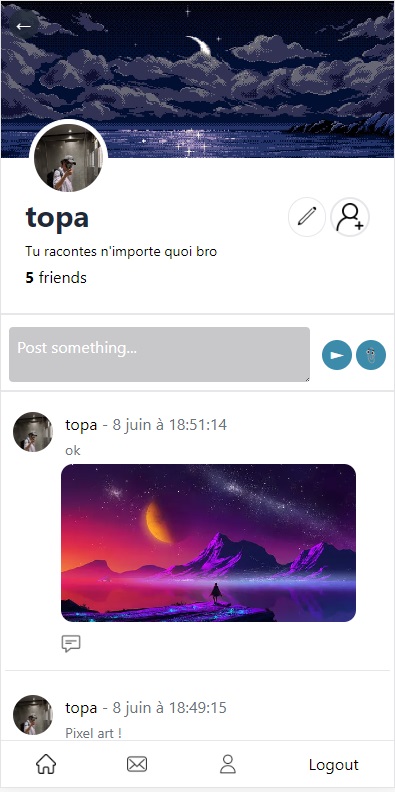 topa
Tu racontes n'importe quoi bro
5 friends
Post something...
topa - 8 juin à 18:51:14
ok
topa - 8 juin à 18:49:15
Pixel art !
Logout